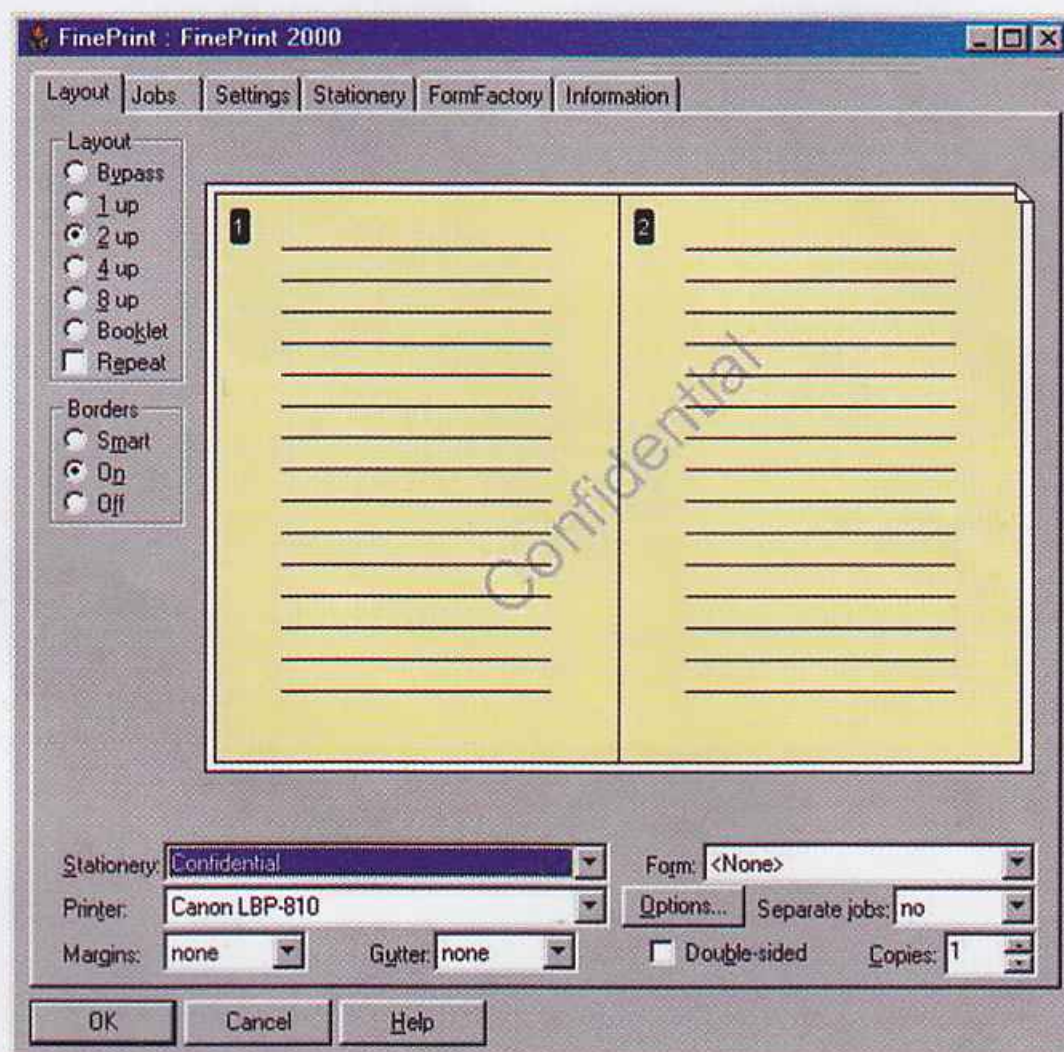 FinePrint : FinePrint 2000
Layout Jobs Settings Stationery FormFactory Information
Layout
Bypass
1 up
2 up
4 up
8 up
Booklet
Repeat
Borders
Smart
On
Off
1
2
Confidential
Stationery: Confidential
Form: <None>
Printer: Canon LBP-810
Options...
Separate jobs: no
Margins: none
Gutter: none
Double-sided
Copies: 1
OK
Cancel
Help